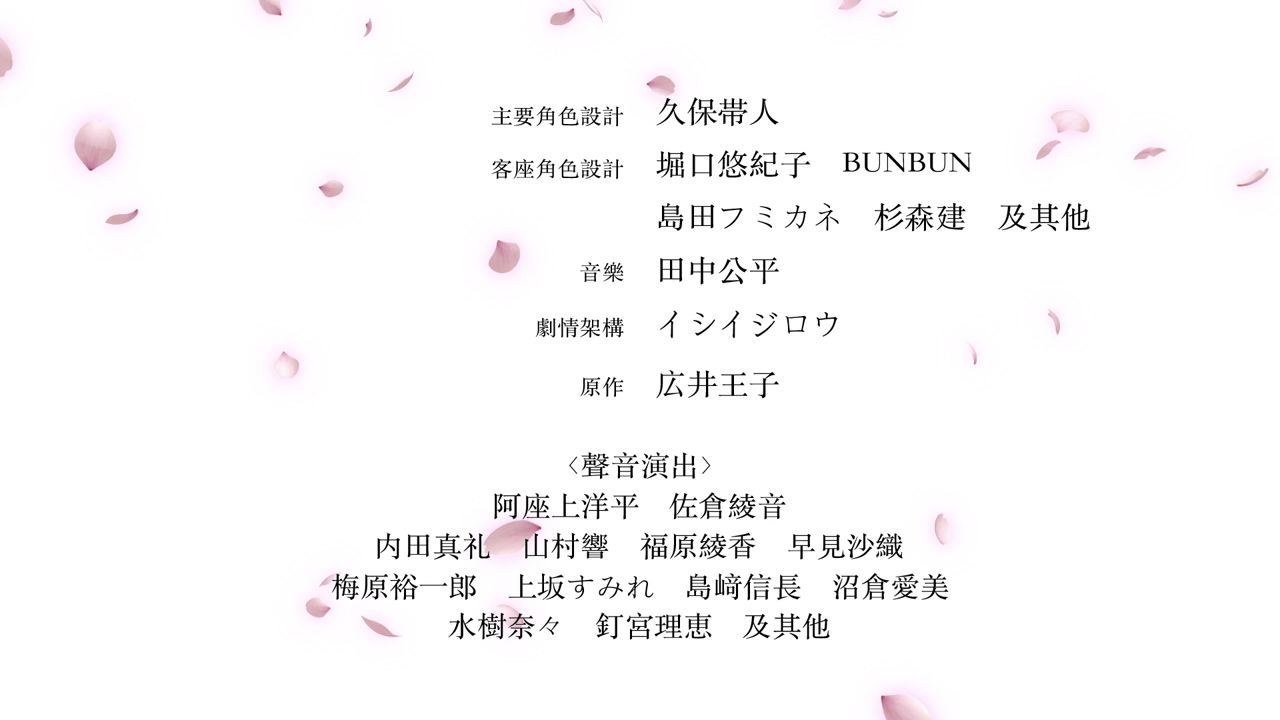 主要角色設計 久保帯人
客座角色設計 堀口悠紀子 BUNBUN
島田フミカネ 杉森建 及其他
音樂 田中公平
劇情架構 イシイジロウ
原作 広井王子
〈聲音演出〉
阿座上洋平 佐倉綾音
内田真礼 山村響 福原綾香 早見沙織
梅原裕一郎 上坂すみれ 島﨑信長 沼倉愛美
水樹奈々 釘宮理恵 及其他